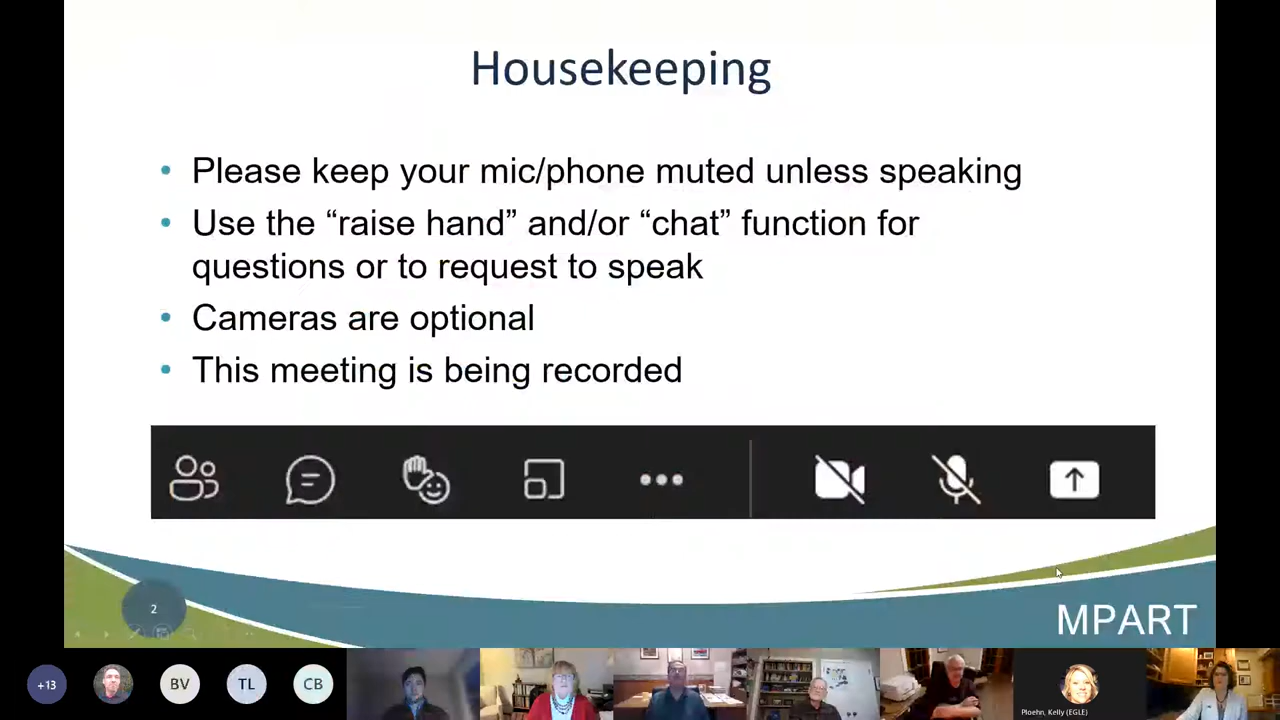 Housekeeping
• Please keep your mic/phone muted unless speaking
• Use the “raise hand” and/or “chat” function for
questions or to request to speak
• Cameras are optional
• This meeting is being recorded
2
MPART
+13
BV
TL
CB
Ploehn, Kelly (EGLE)